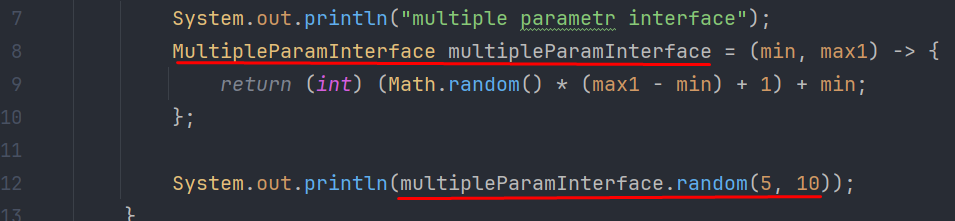 7 System.out.println("multiple parametr interface");
8 MultipleParamInterface multipleParamInterface = (min, max1) -> {
9 return (int) (Math.random() * (max1 - min) + 1) + min;
10 };
11
12 System.out.println(multipleParamInterface.random(5, 10));
13 }